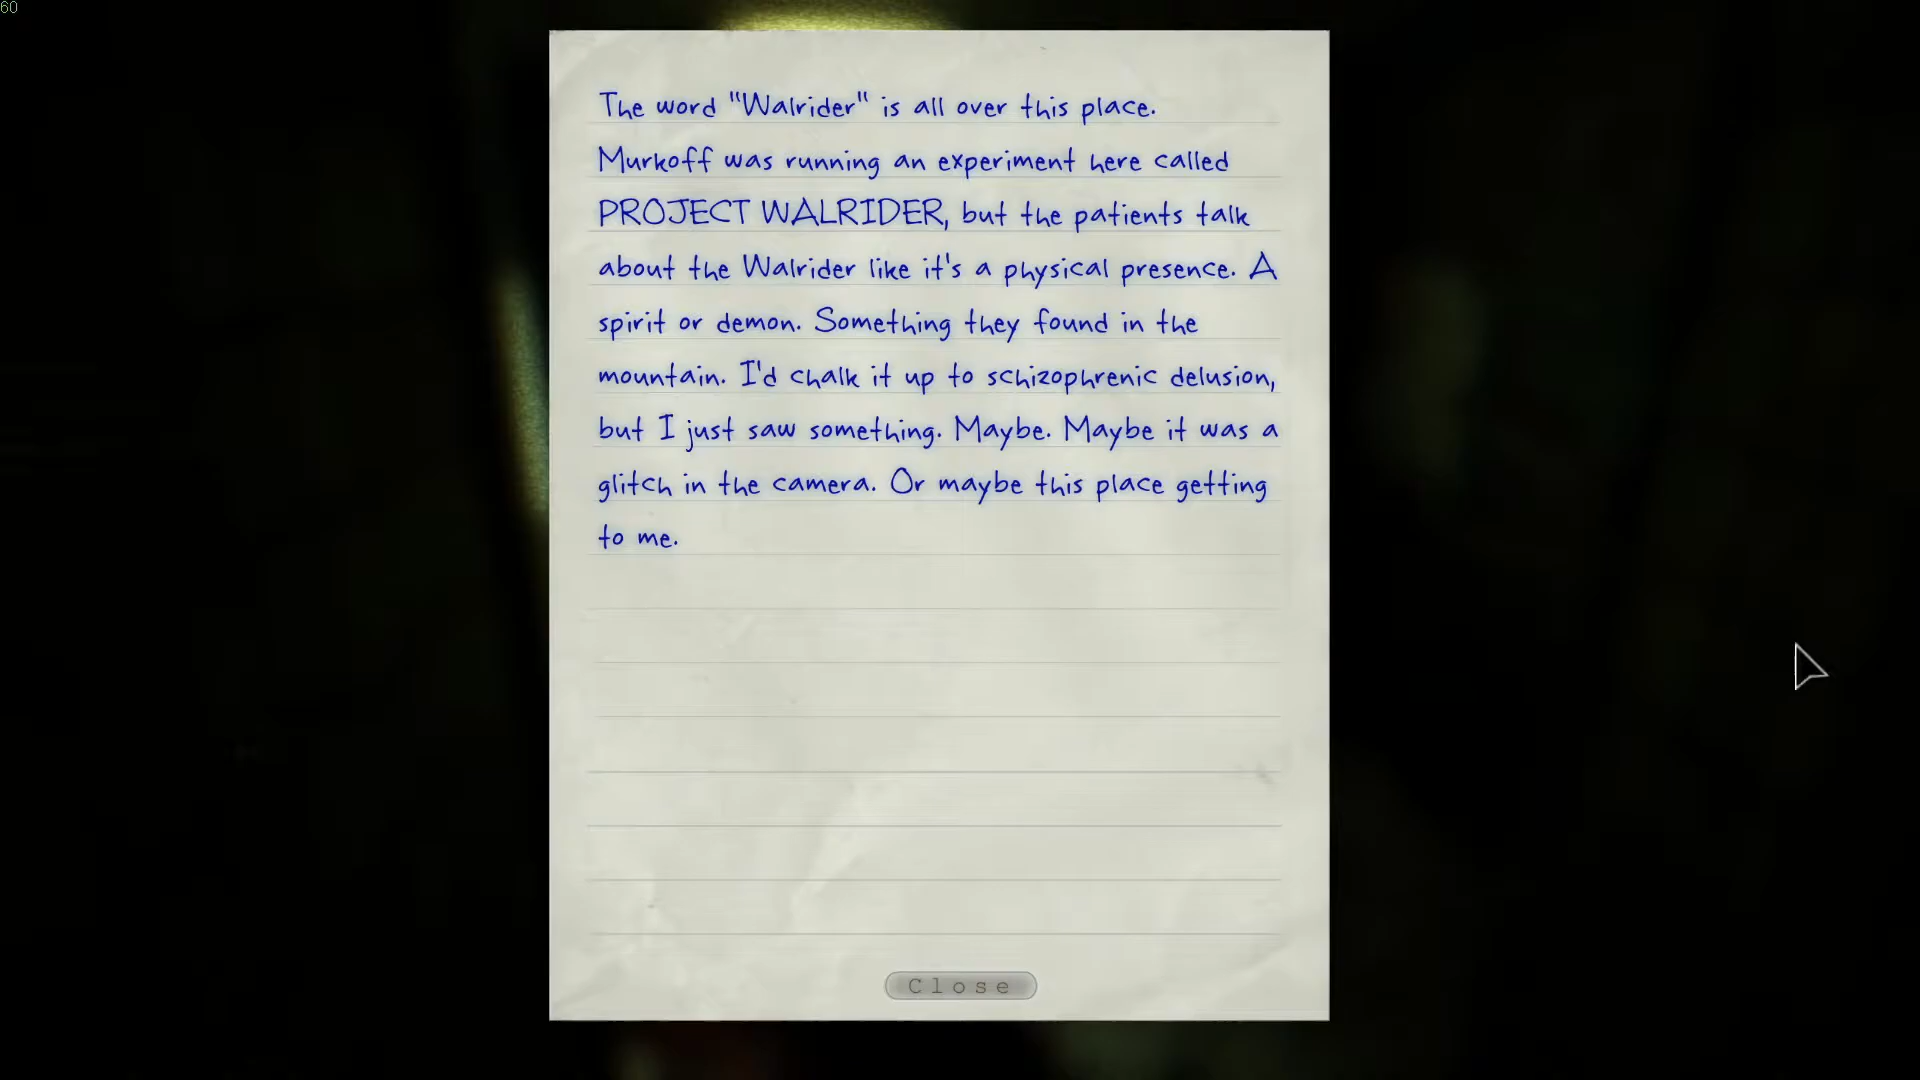 60
The word "Walrider" is all over this place.
Murkoff was running an experiment here called
PROJECT WALRIDER, but the patients talk
about the Walrider like it's a physical presence. A
spirit or demon. Something they found in the
mountain. I'd chalk it up to schizophrenic delusion,
but I just saw something. Maybe. Maybe it was a
glitch in the camera. Or maybe this place getting
to me.
Close